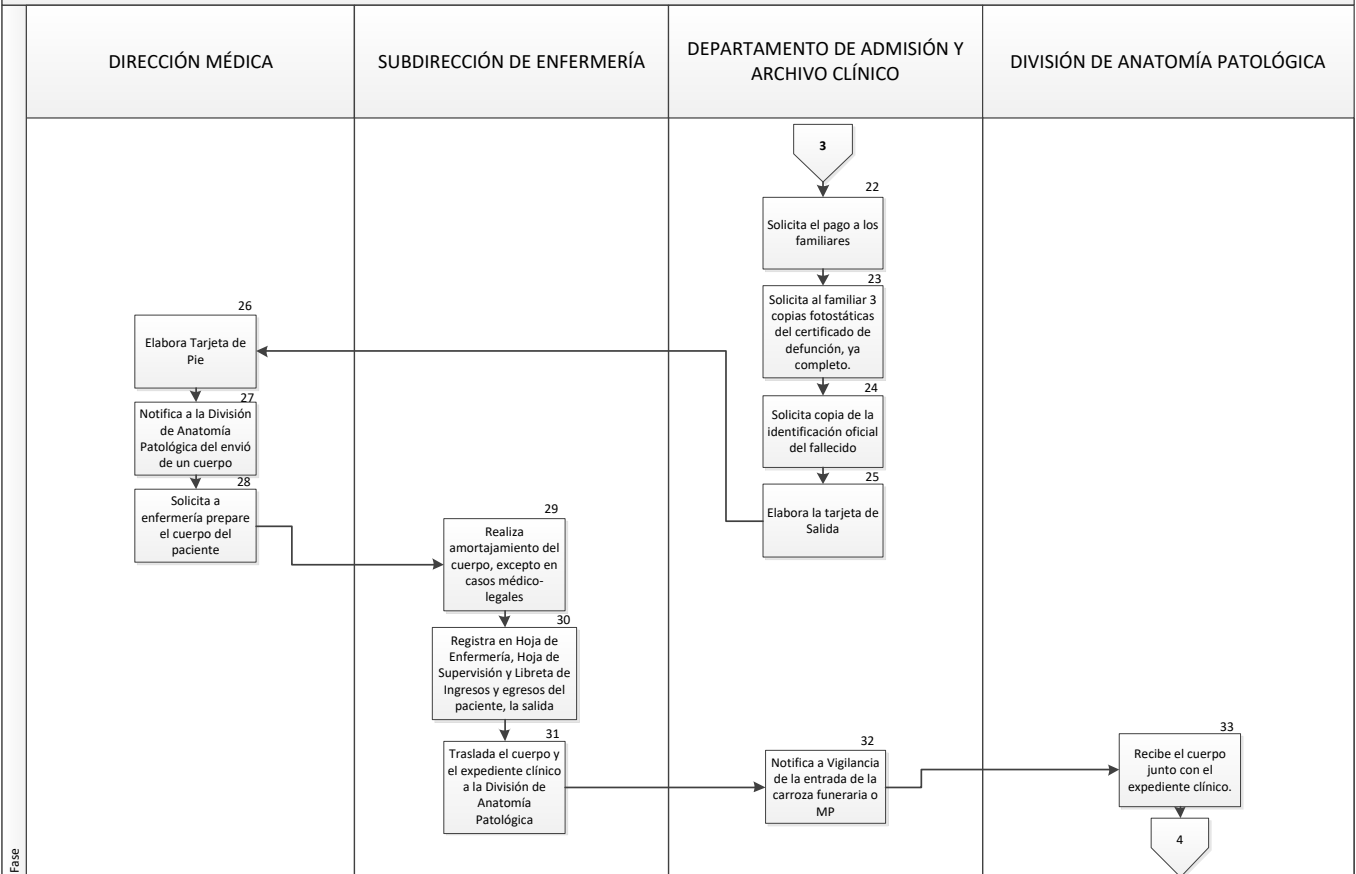 DIRECCIÓN MÉDICA
SUBDIRECCIÓN DE ENFERMERÍA
DEPARTAMENTO DE ADMISIÓN Y
ARCHIVO CLÍNICO
DIVISIÓN DE ANATOMÍA PATOLÓGICA
3
22
Solicita el pago a los
familiares
23
Solicita al familiar 3
copias fotostáticas
del certificado de
defunción, ya
completo.
24
Solicita copia de la
identificación oficial
del fallecido
25
Elabora la tarjeta de
Salida
26
Elabora Tarjeta de
Pie
27
Notifica a la División
de Anatomía
Patológica del envió
de un cuerpo
28
Solicita a
enfermería prepare
el cuerpo del
paciente
29
Realiza
amortajamiento del
cuerpo, excepto en
casos médico-
legales
30
Registra en Hoja de
Enfermería, Hoja de
Supervisión y Libreta de
Ingresos y egresos del
paciente, la salida
31
Traslada el cuerpo y
el expediente clínico
a la División de
Anatomía
Patológica
32
Notifica a Vigilancia
de la entrada de la
carroza funeraria o
MP
33
Recibe el cuerpo
junto con el
expediente clínico.
4
Fase